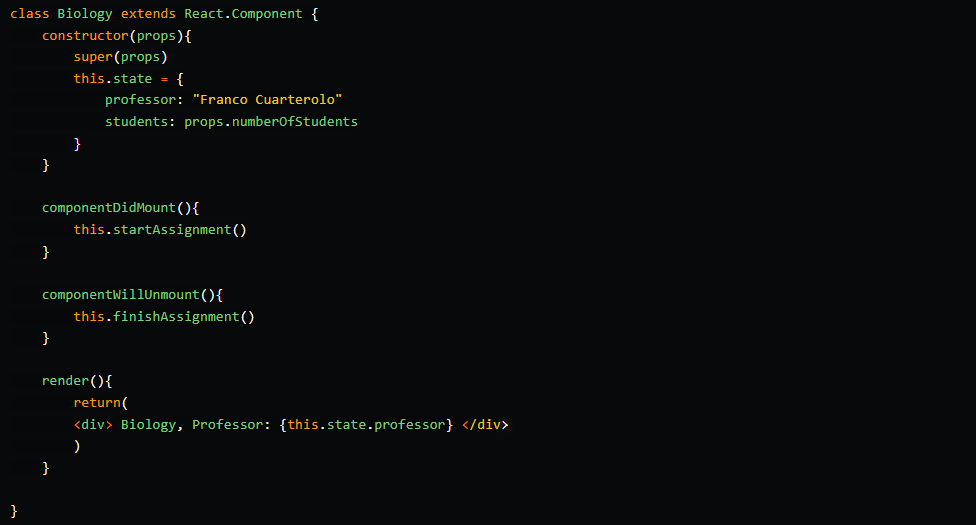 class Biology extends React.Component {
    constructor(props){
        super(props)
        this.state = {
            professor: "Franco Cuarterolo"
            students: props.numberOfStudents
        }
    }

    componentDidMount(){
        this.startAssignment()
    }

    componentWillUnmount(){
        this.finishAssignment()
    }

    render(){
        return(
        <div> Biology, Professor: {this.state.professor} </div>
        )
    }

}